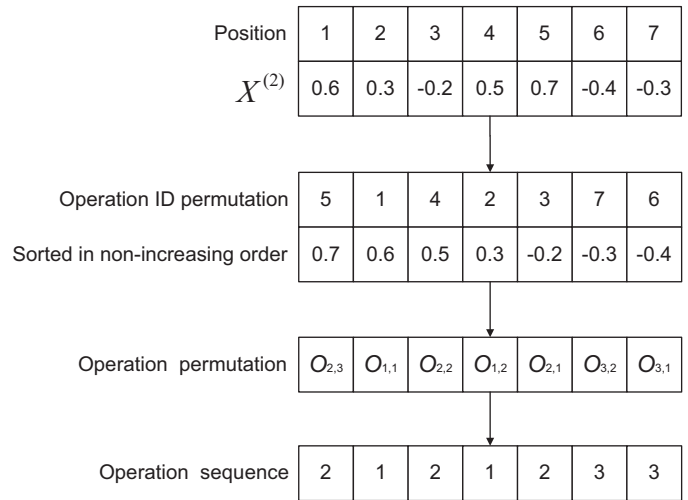 Position 1 2 3 4 5 6 7
X^(2) 0.6 0.3 -0.2 0.5 0.7 -0.4 -0.3
Operation ID permutation 5 1 4 2 3 7 6
Sorted in non-increasing order 0.7 0.6 0.5 0.3 -0.2 -0.3 -0.4
Operation permutation O2,3 O1,1 O2,2 O1,2 O2,1 O3,2 O3,1
Operation sequence 2 1 2 1 2 3 3